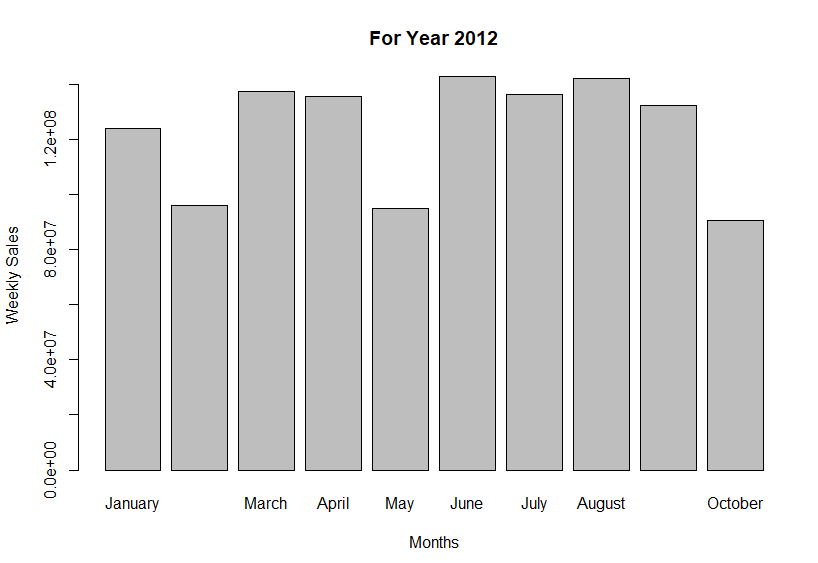 For Year 2012
Weekly Sales
1.2e+08
8.0e+07
4.0e+07
0.0e+00
January March April May June July August October
Months